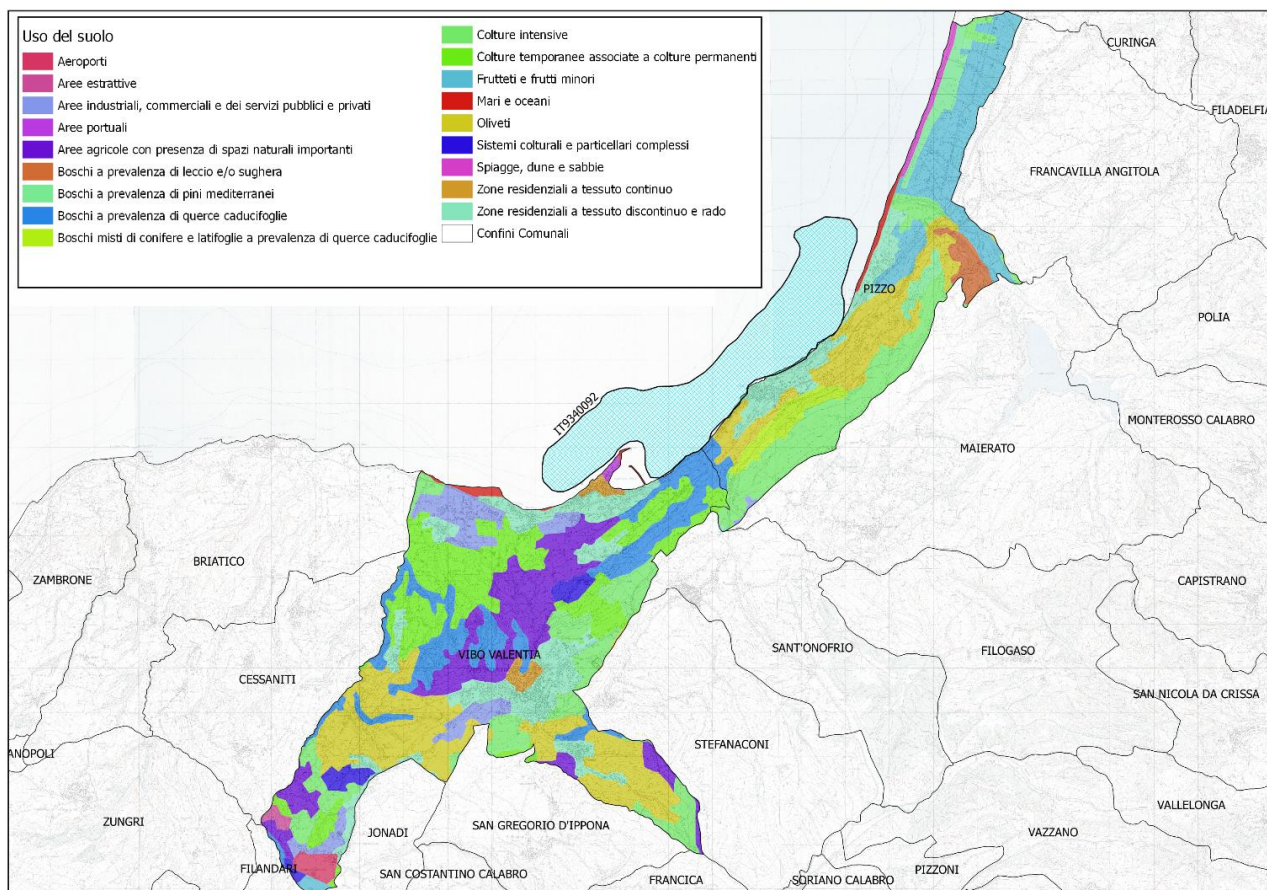 Uso del suolo
Aeroporti
Aree estrattive
Aree industriali, commerciali e dei servizi pubblici e privati
Aree portuali
Aree agricole con presenza di spazi naturali importanti
Boschi a prevalenza di leccio e/o sughera
Boschi a prevalenza di pini mediterranei
Boschi a prevalenza di querce caducifoglie
Boschi misti di conifere e latifoglie a prevalenza di querce caducifoglie
Colture intensive
Colture temporanee associate a colture permanenti
Frutteti e frutti minori
Mari e oceani
Oliveti
Sistemi colturali e particellari complessi
Spiagge, dune e sabbie
Zone residenziali a tessuto continuo
Zone residenziali a tessuto discontinuo e rado
Confini Comunali
CURINGA
FILADELFIA
FRANCAVILLA ANGITOLA
PIZZO
POLIA
IT9340092
MONTEROSSO CALABRO
MAIERATO
BRIATICO
ZAMBRONE
CAPISTRANO
SANT'ONOFRIO
FILOGASO
VIBO VALENTIA
CESSANITI
SAN NICOLA DA CRISSA
STEFANACONI
ANOPOLI
VALLELONGA
ZUNGRI
JONADI
SAN GREGORIO D'IPPONA
VAZZANO
FILANDARI
SAN COSTANTINO CALABRO
FRANCICA
SORIANO CALABRO
PIZZONI